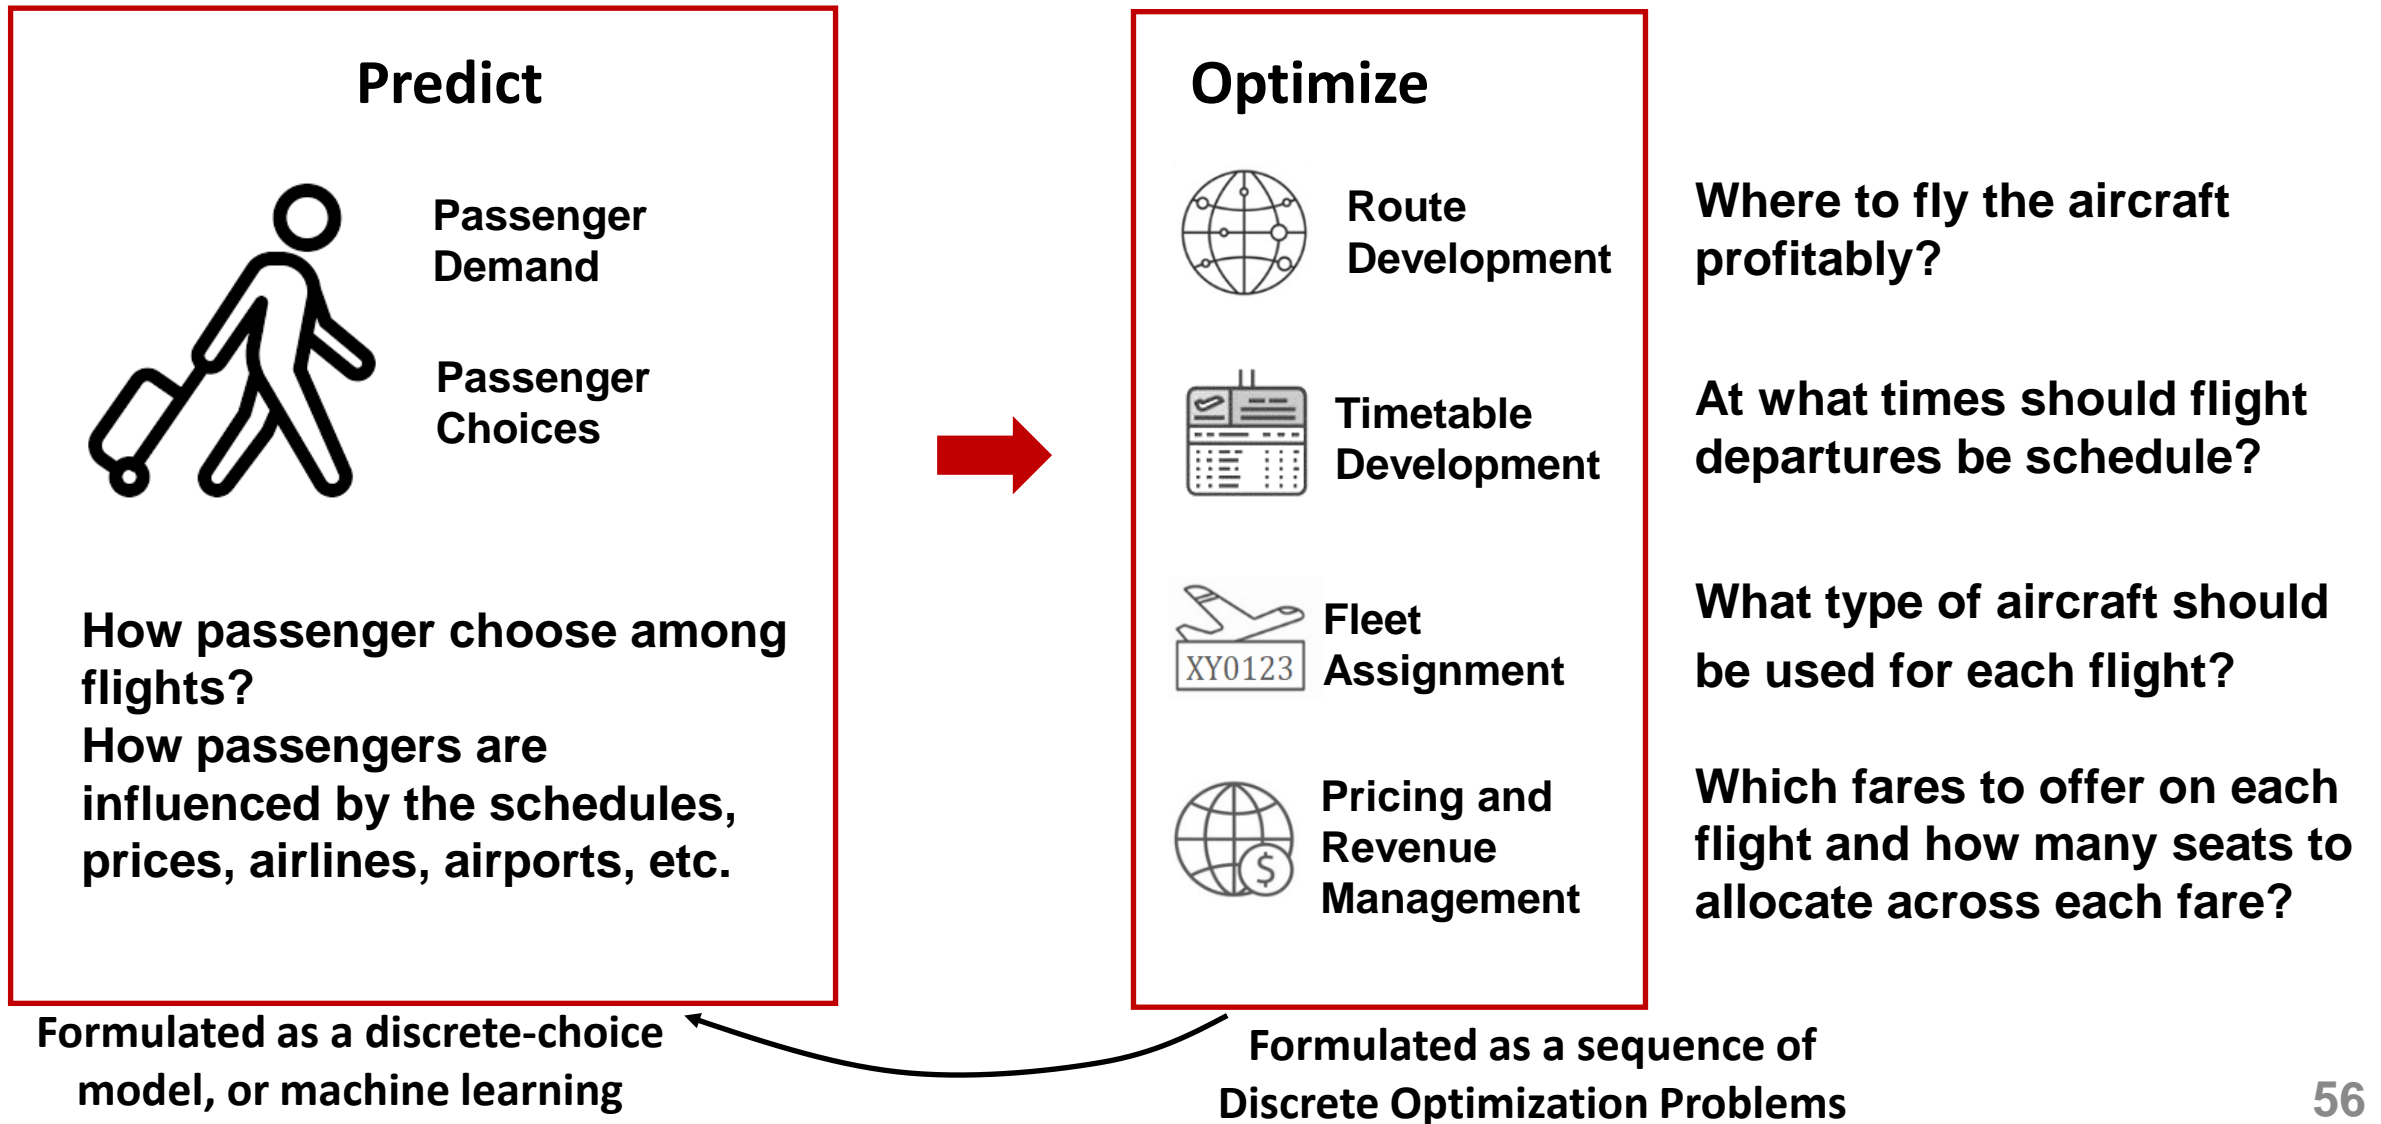 Predict
Passenger
Demand
Passenger
Choices
How passenger choose among
flights?
How passengers are
influenced by the schedules,
prices, airlines, airports, etc.
Formulated as a discrete-choice
model, or machine learning
Optimize
Route
Development
Where to fly the aircraft
profitably?
Timetable
Development
At what times should flight
departures be schedule?
XY0123
Fleet
Assignment
What type of aircraft should
be used for each flight?
$
Pricing and
Revenue
Management
Which fares to offer on each
flight and how many seats to
allocate across each fare?
Formulated as a sequence of
Discrete Optimization Problems
56